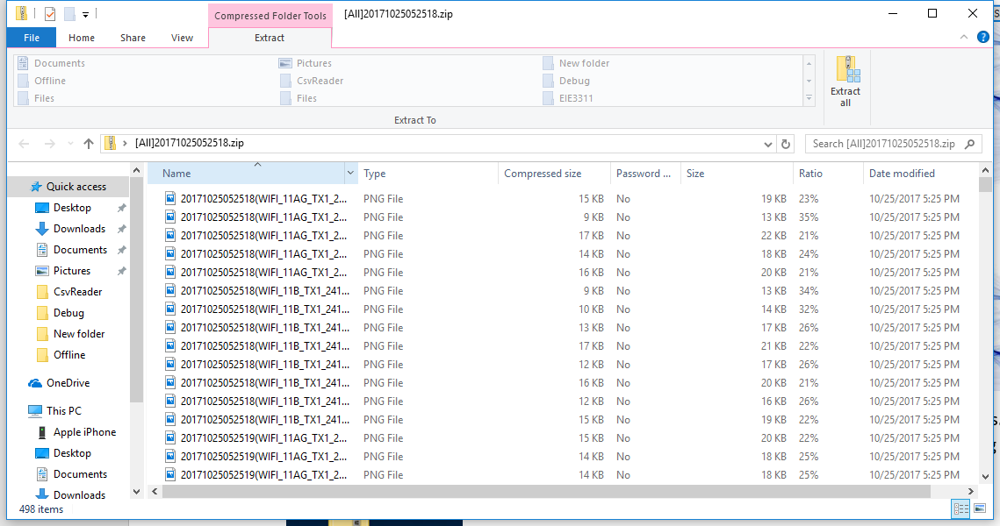 Compressed Folder Tools [All]20171025052518.zip
File Home Share View Extract
Documents Pictures New folder
Offline CsvReader Debug
Files Files EIE3311
Extract all
Extract To
[All]20171025052518.zip Search [All]20171025052518.zip
Name Type Compressed size Password ... Size Ratio Date modified
20171025052518(WIFI_11AG_TX1_2... PNG File 15 KB No 19 KB 23% 10/25/2017 5:25 PM
20171025052518(WIFI_11AG_TX1_2... PNG File 9 KB No 13 KB 35% 10/25/2017 5:25 PM
20171025052518(WIFI_11AG_TX1_2... PNG File 17 KB No 22 KB 21% 10/25/2017 5:25 PM
20171025052518(WIFI_11AG_TX1_2... PNG File 14 KB No 18 KB 24% 10/25/2017 5:25 PM
20171025052518(WIFI_11AG_TX1_2... PNG File 16 KB No 20 KB 21% 10/25/2017 5:25 PM
20171025052518(WIFI_11B_TX1_241... PNG File 9 KB No 13 KB 34% 10/25/2017 5:25 PM
20171025052518(WIFI_11B_TX1_241... PNG File 10 KB No 14 KB 32% 10/25/2017 5:25 PM
20171025052518(WIFI_11B_TX1_241... PNG File 13 KB No 17 KB 26% 10/25/2017 5:25 PM
20171025052518(WIFI_11B_TX1_241... PNG File 17 KB No 21 KB 22% 10/25/2017 5:25 PM
20171025052518(WIFI_11B_TX1_241... PNG File 12 KB No 17 KB 26% 10/25/2017 5:25 PM
20171025052518(WIFI_11B_TX1_241... PNG File 16 KB No 20 KB 21% 10/25/2017 5:25 PM
20171025052518(WIFI_11B_TX1_241... PNG File 12 KB No 16 KB 26% 10/25/2017 5:25 PM
20171025052518(WIFI_11B_TX1_241... PNG File 15 KB No 19 KB 22% 10/25/2017 5:25 PM
20171025052519(WIFI_11AG_TX1_2... PNG File 15 KB No 20 KB 22% 10/25/2017 5:25 PM
20171025052519(WIFI_11AG_TX1_2... PNG File 14 KB No 18 KB 25% 10/25/2017 5:25 PM
20171025052519(WIFI_11AG_TX1_2... PNG File 14 KB No 18 KB 25% 10/25/2017 5:25 PM
Quick access
Desktop
Downloads
Documents
Pictures
CsvReader
Debug
New folder
Offline
OneDrive
This PC
Apple iPhone
Desktop
Documents
Downloads
498 items